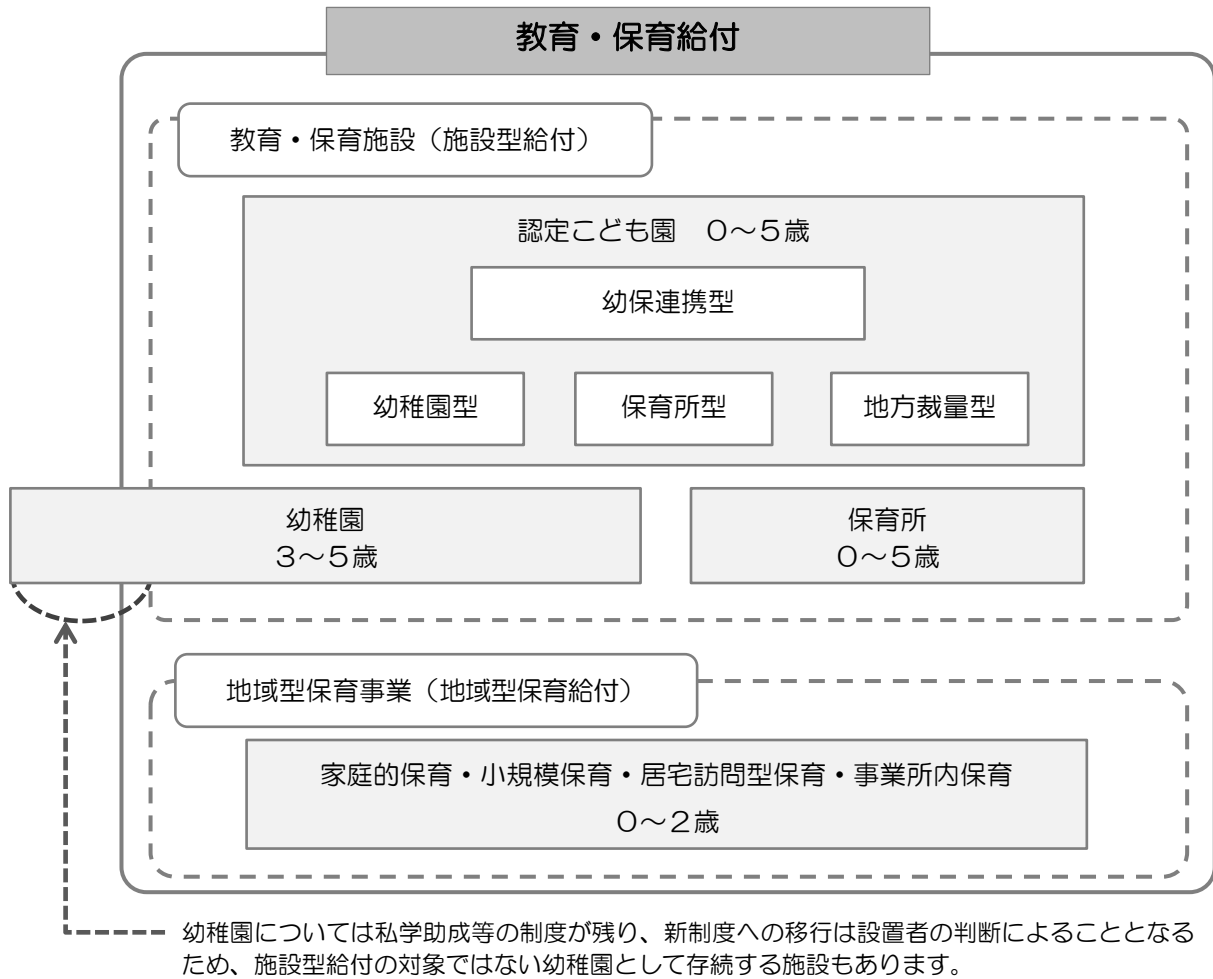 教育・保育給付
教育・保育施設（施設型給付）
認定こども園　０～５歳
幼保連携型
幼稚園型
保育所型
地方裁量型
幼稚園
３～５歳
保育所
０～５歳
地域型保育事業（地域型保育給付）
家庭的保育・小規模保育・居宅訪問型保育・事業所内保育
０～２歳
幼稚園については私学助成等の制度が残り、新制度への移行は設置者の判断によることとなる
ため、施設型給付の対象ではない幼稚園として存続する施設もあります。